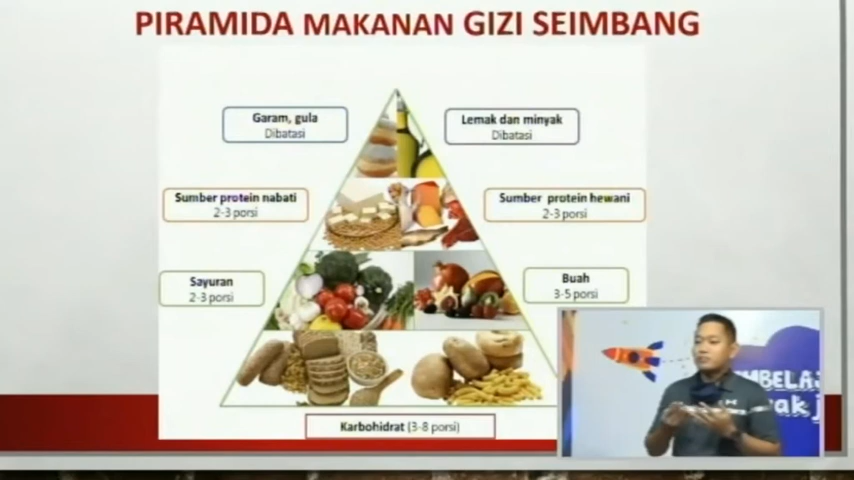 PIRAMIDA MAKANAN GIZI SEIMBANG
Garam, gula
Dibatasi
Lemak dan minyak
Dibatasi
Sumber protein nabati
2-3 porsi
Sumber protein hewani
2-3 porsi
Sayuran
2-3 porsi
Buah
3-5 porsi
Karbohidrat (3-8 porsi)